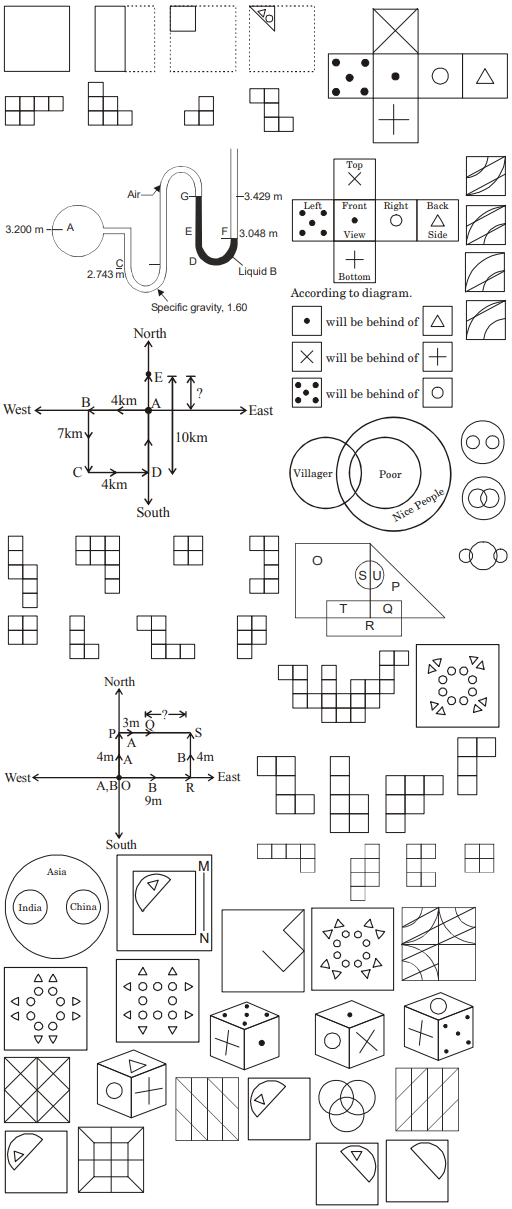 Air
G
3.429 m
3.200 m
A
E
F
3.048 m
C
2.743 m
D
Liquid B
Specific gravity, 1.60
Top
Left
Front
Right
Back
View
Side
Bottom
According to diagram.
will be behind of
will be behind of
will be behind of
North
E
?
B
4km
A
West
East
7km
10km
C
D
4km
South
Villager
Poor
Nice People
O
S
U
P
T
Q
R
North
?
3m
Q
P
S
A
4m
A
B
4m
West
East
A,B
O
B
R
9m
South
Asia
India
China
M
N